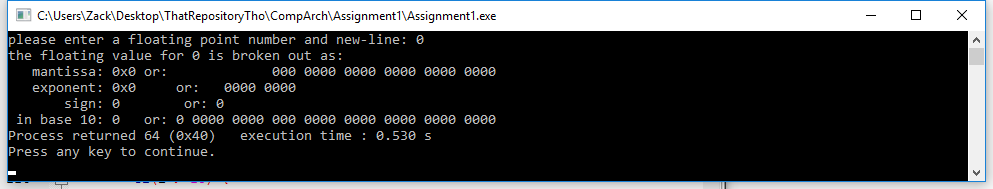 C:\Users\Zack\Desktop\ThatRepositoryTho\CompArch\Assignment1\Assignment1.exe
please enter a floating point number and new-line: 0
the floating value for 0 is broken out as:
   mantissa: 0x0 or:             000 0000 0000 0000 0000 0000
   exponent: 0x0     or:   0000 0000
       sign: 0        or: 0
 in base 10: 0   or: 0 0000 0000 000 0000 0000 0000 0000 0000
Process returned 64 (0x40)   execution time : 0.530 s
Press any key to continue.